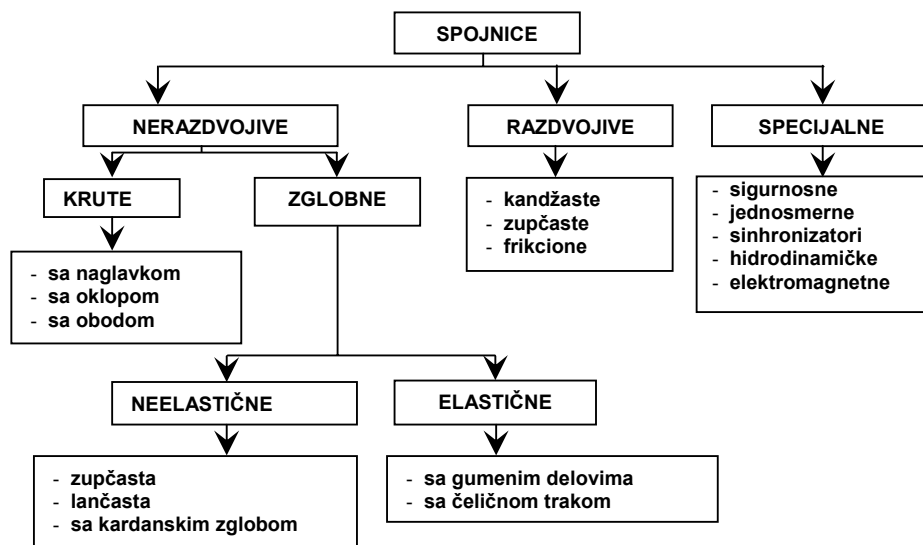 SPOJNICE
NERAZDVOJIVE
RAZDVOJIVE
SPECIJALNE
KRUTE
ZGLOBNE
- kandžaste
- zupčaste
- frikcione
- sigurnosne
- jednosmerne
- sinhronizatori
- hidrodinamičke
- elektromagnetne
- sa naglavkom
- sa oklopom
- sa obodom
NEELASTIČNE
ELASTIČNE
- zupčasta
- lančasta
- sa kardanskim zglobom
- sa gumenim delovima
- sa čeličnom trakom